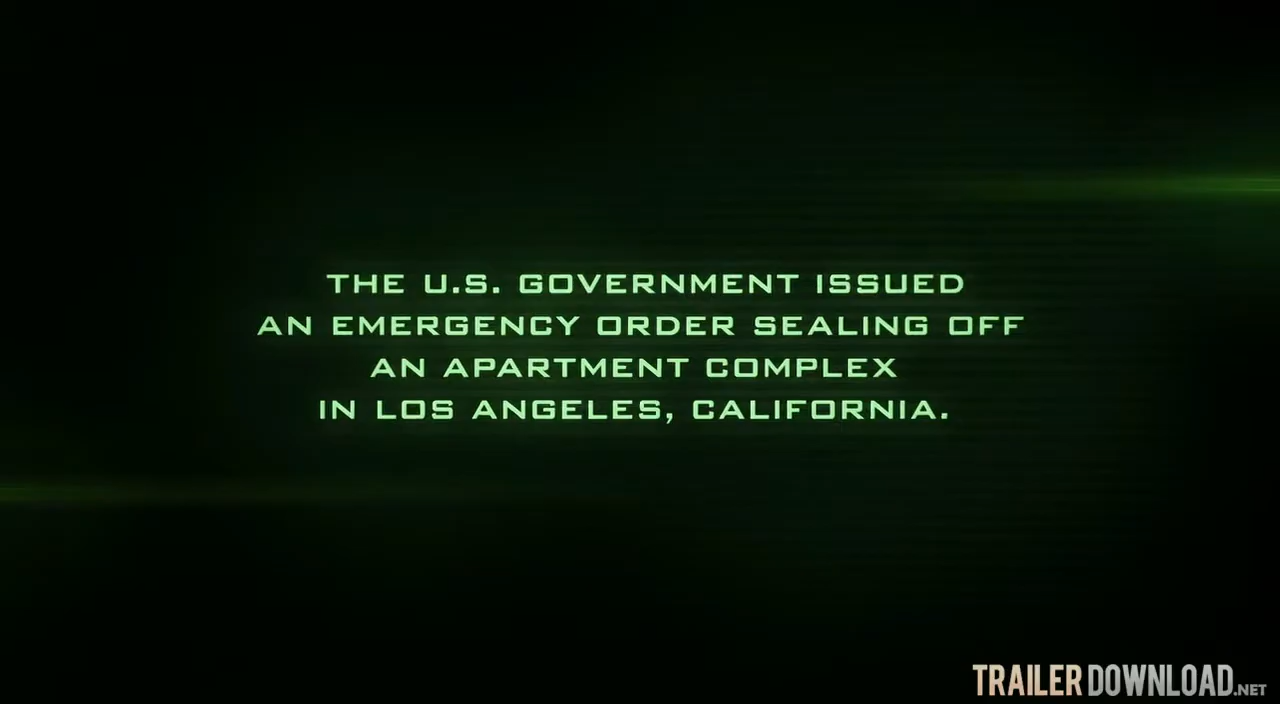 THE U.S. GOVERNMENT ISSUED
AN EMERGENCY ORDER SEALING OFF
AN APARTMENT COMPLEX
IN LOS ANGELES, CALIFORNIA.
TRAILERDOWNLOAD.NET